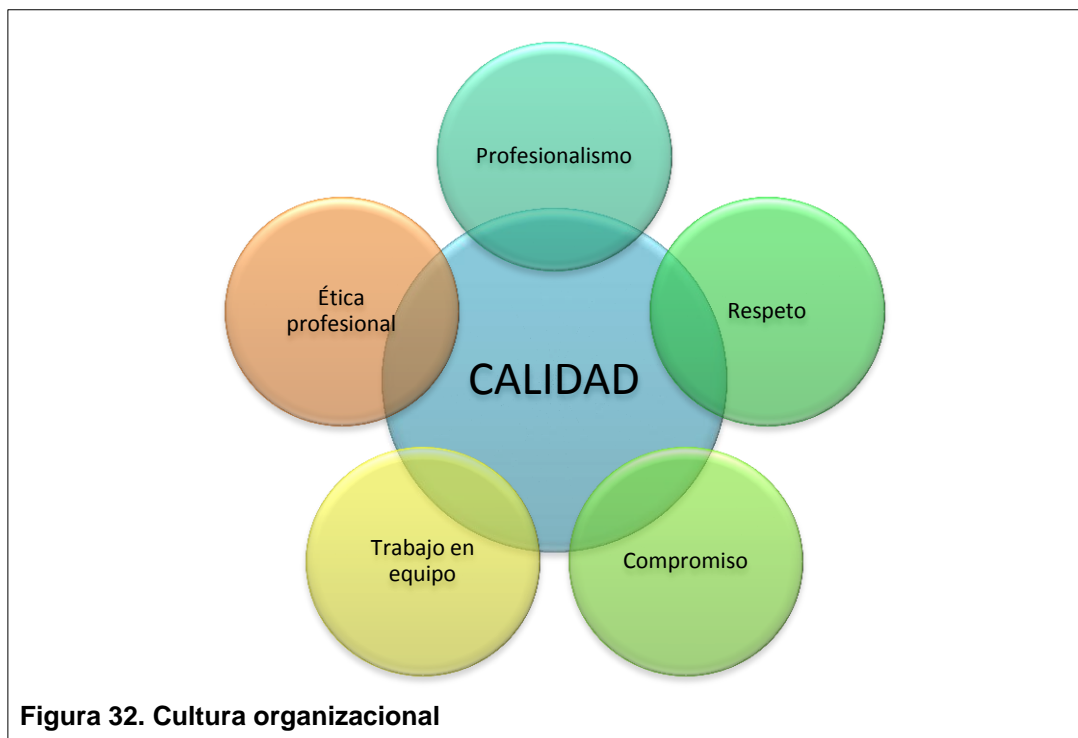 Profesionalismo
Ética
profesional
Respeto
CALIDAD
Trabajo en
equipo
Compromiso
Figura 32. Cultura organizacional